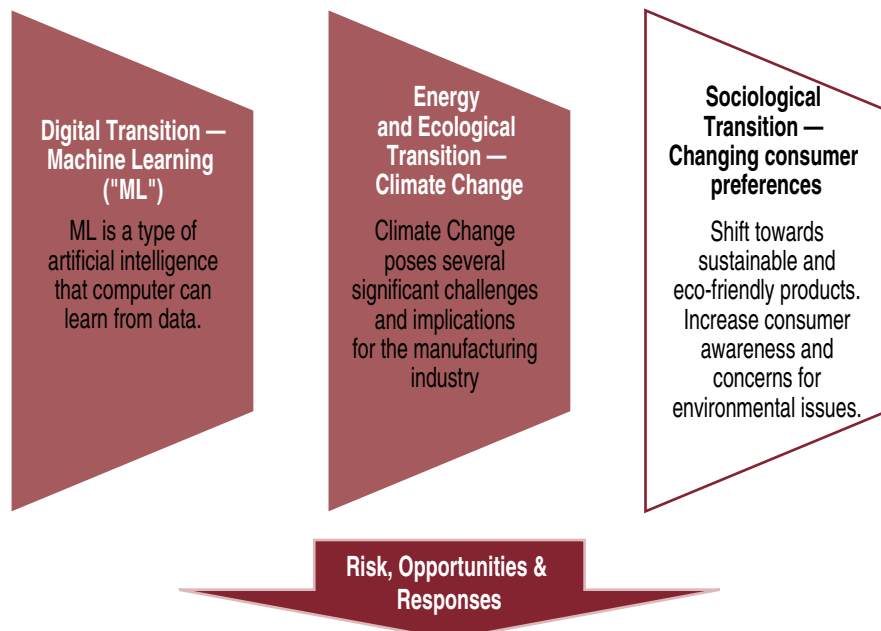 Digital Transition —
Machine Learning
("ML")
ML is a type of
artificial intelligence
that computer can
learn from data.
Energy
and Ecological
Transition —
Climate Change
Climate Change
poses several
significant challenges
and implications
for the manufacturing
industry
Sociological
Transition —
Changing consumer
preferences
Shift towards
sustainable and
eco-friendly products.
Increase consumer
awareness and
concerns for
environmental issues.
Risk, Opportunities &
Responses